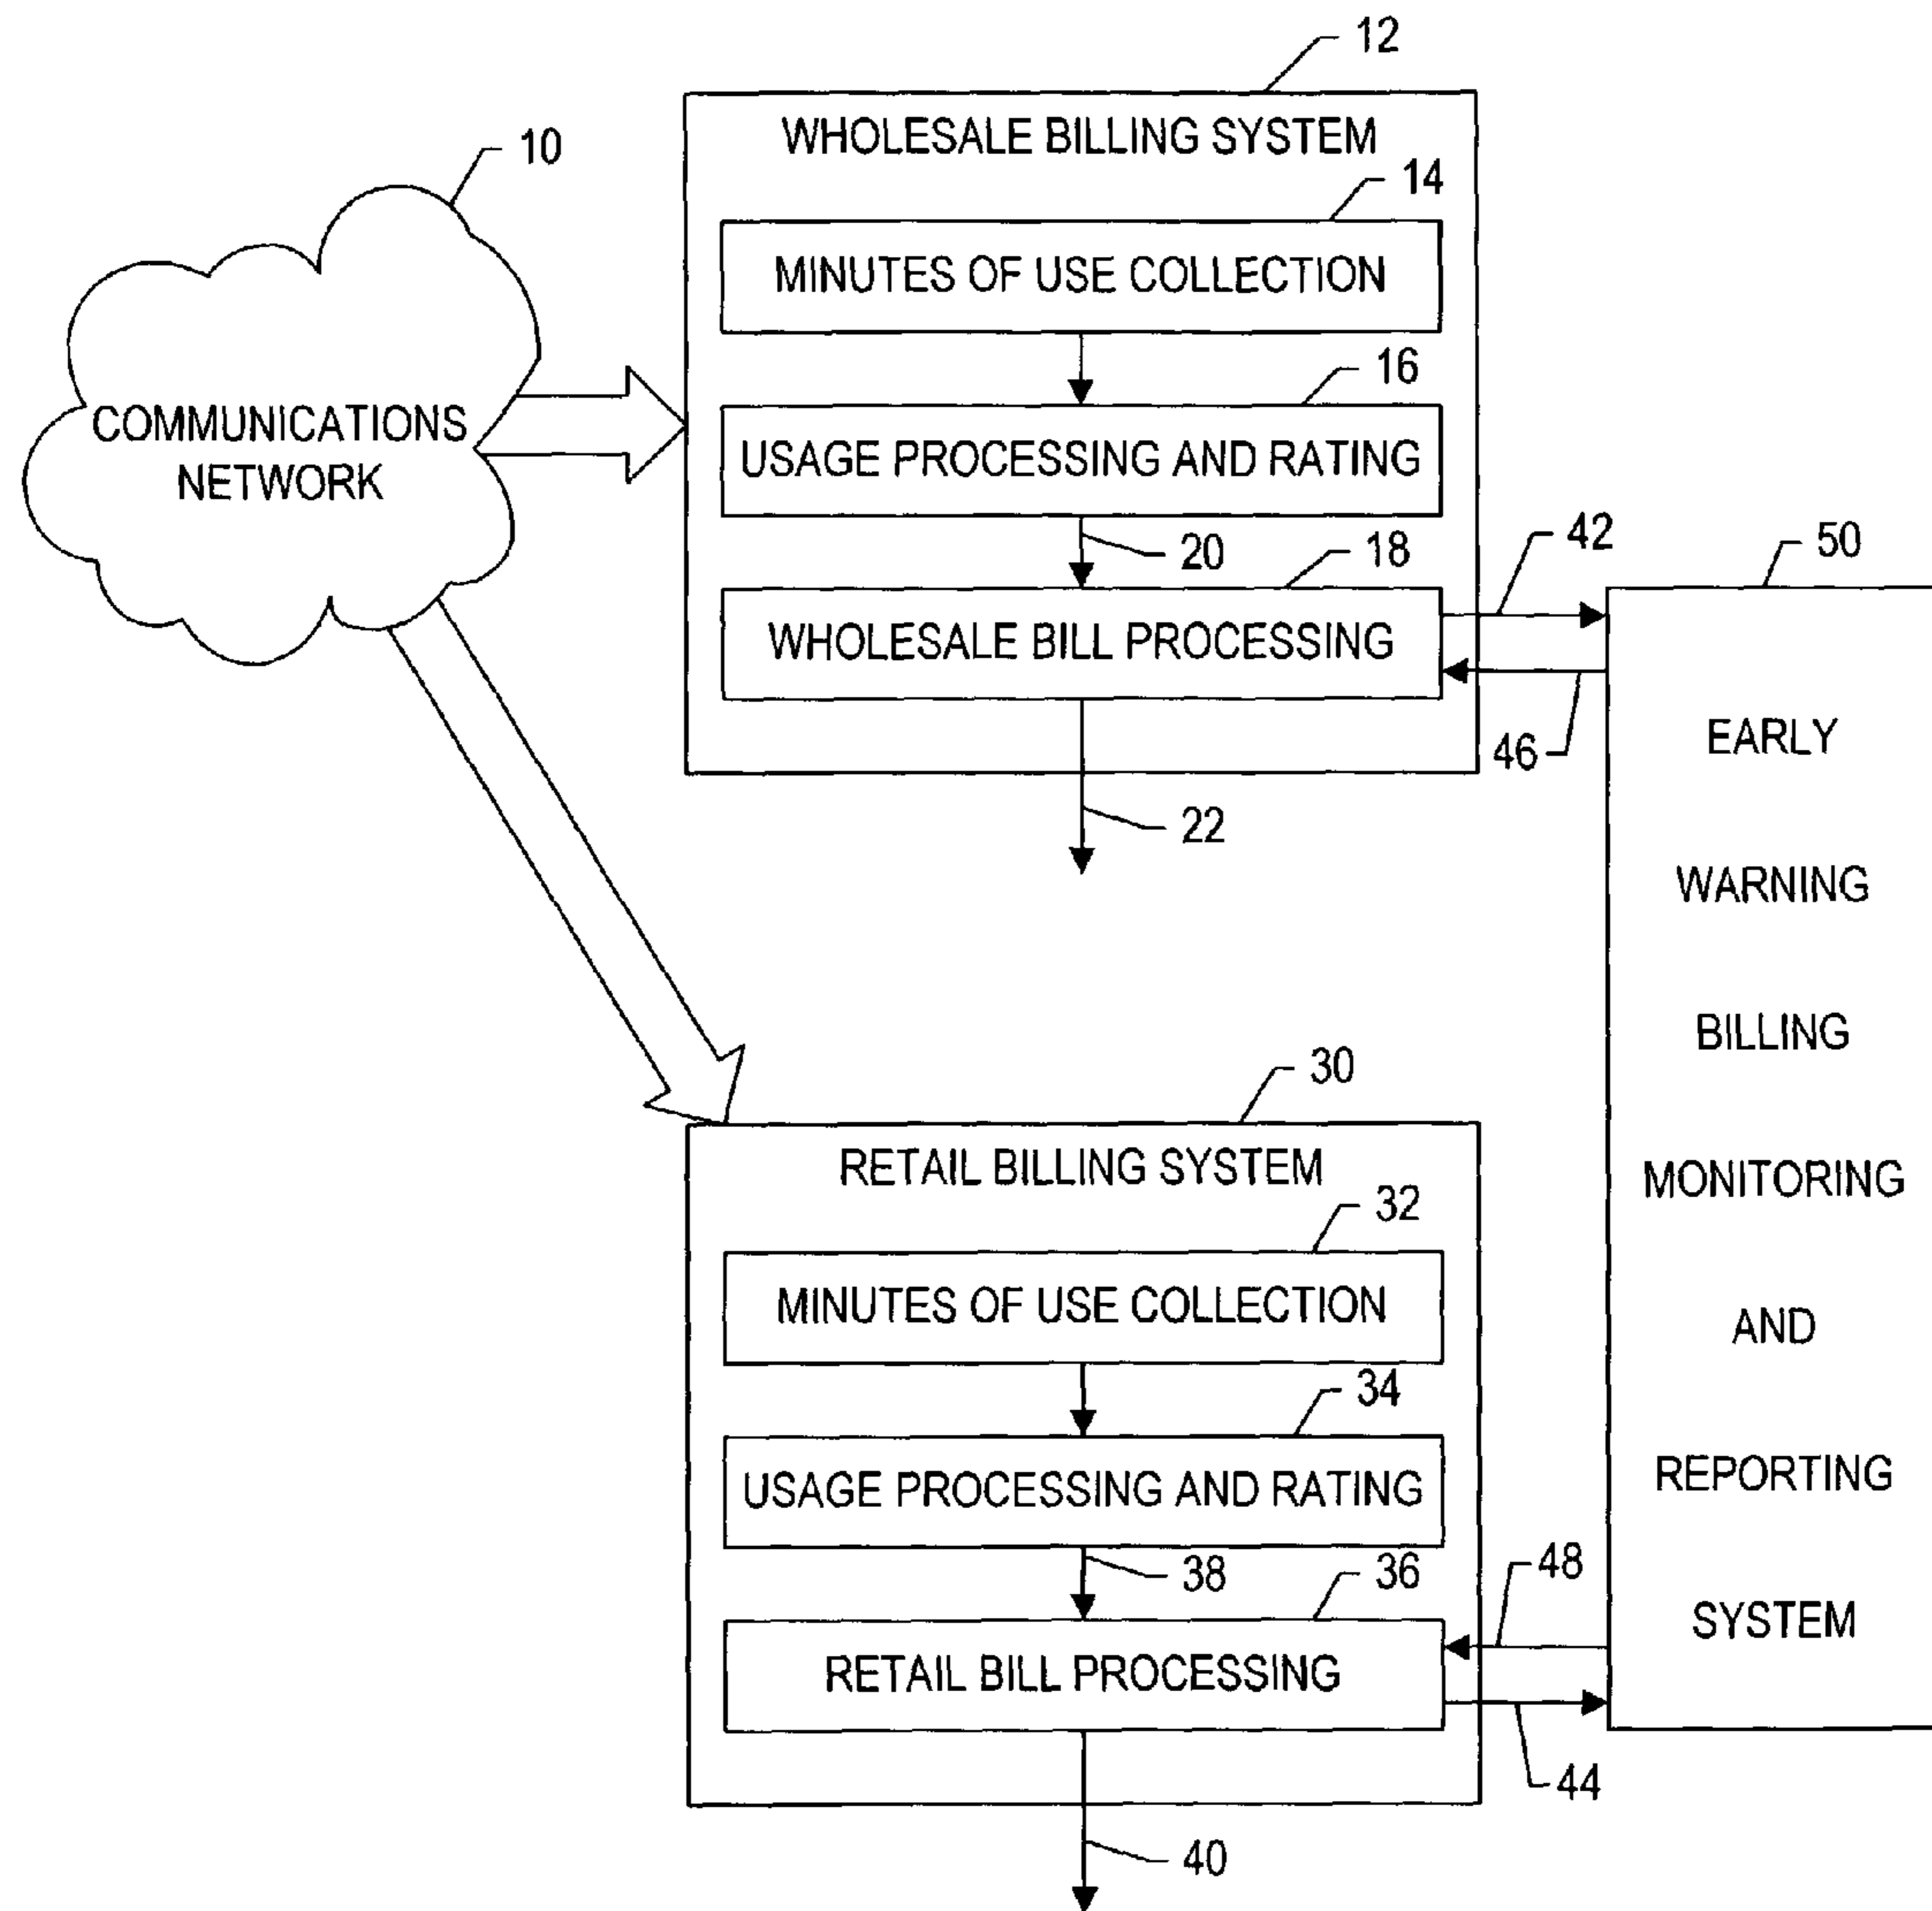 12
WHOLESALE BILLING SYSTEM
10
14
MINUTES OF USE COLLECTION
16
COMMUNICATIONS
NETWORK
USAGE PROCESSING AND RATING
20
18
42
50
WHOLESALE BILL PROCESSING
46
22
EARLY
WARNING
BILLING
MONITORING
AND
REPORTING
SYSTEM
30
RETAIL BILLING SYSTEM
32
MINUTES OF USE COLLECTION
34
USAGE PROCESSING AND RATING
38
36
48
RETAIL BILL PROCESSING
44
40